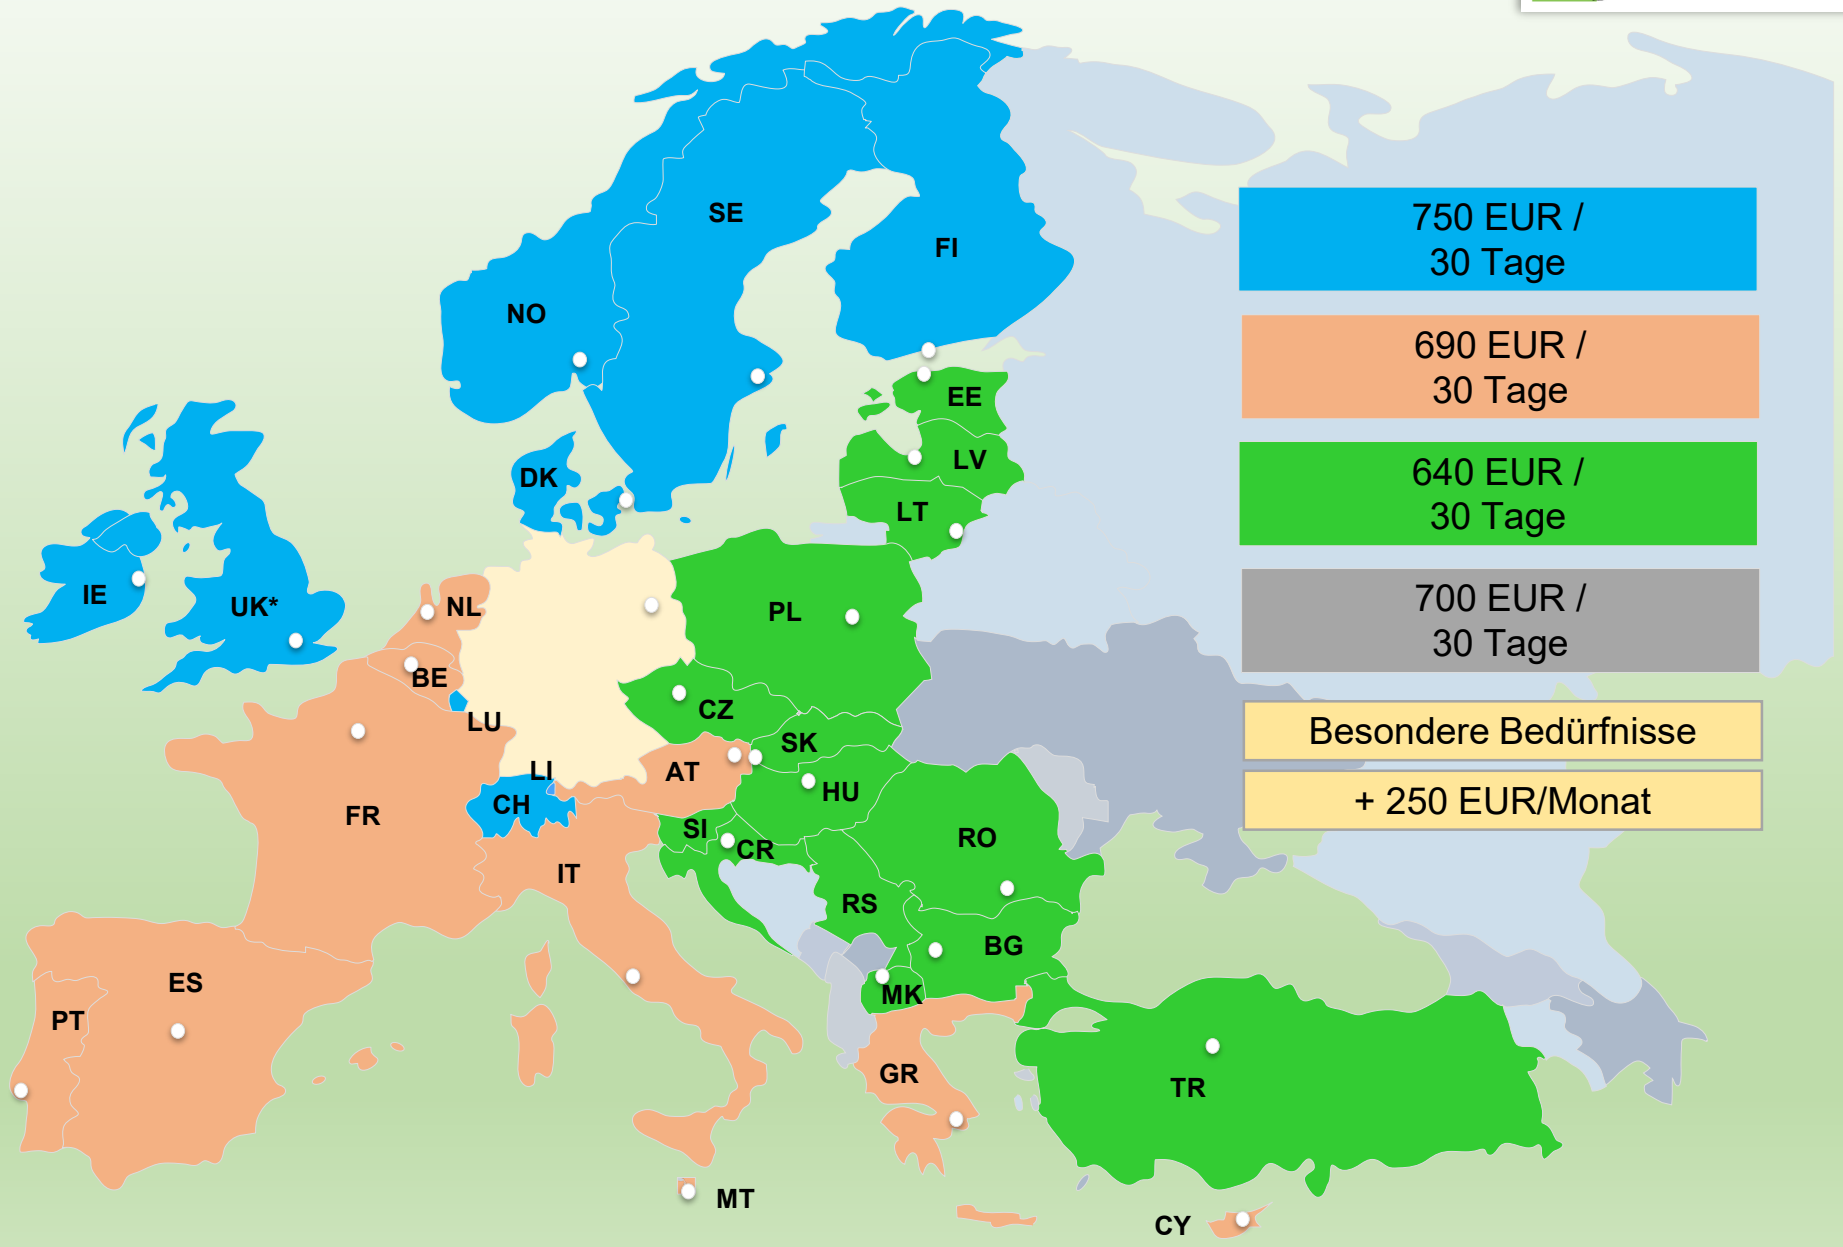 SE
FI
NO
EE
LV
DK
LT
IE
UK*
NL
PL
BE
CZ
LU
SK
LI
AT
HU
CH
FR
SI
CR
RO
IT
RS
BG
ES
MK
PT
GR
TR
MT
CY
750 EUR /
30 Tage
690 EUR /
30 Tage
640 EUR /
30 Tage
700 EUR /
30 Tage
Besondere Bedürfnisse
+ 250 EUR/Monat